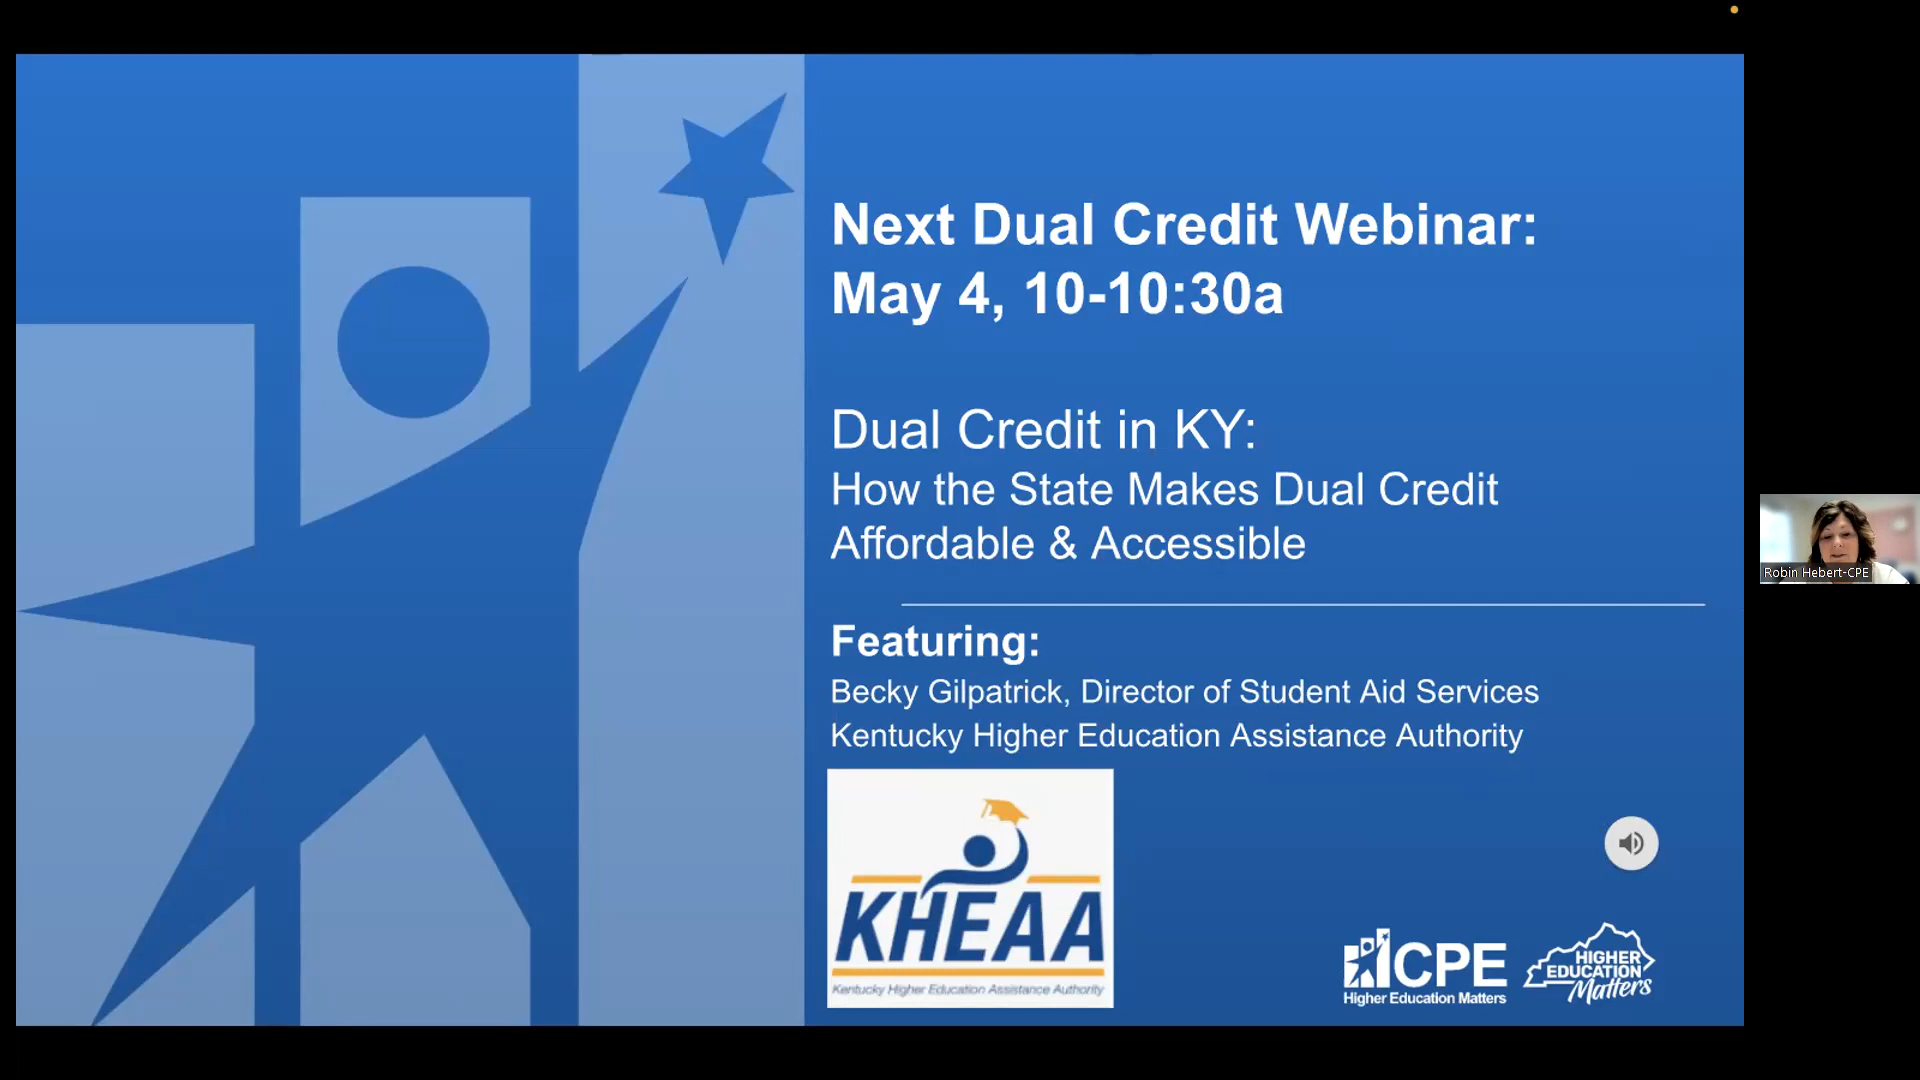 Next Dual Credit Webinar:
May 4, 10-10:30a
Dual Credit in KY:
How the State Makes Dual Credit
Affordable & Accessible
Featuring:
Becky Gilpatrick, Director of Student Aid Services
Kentucky Higher Education Assistance Authority
KHEAA
Kentucky Higher Education Assistance Authority
CPE
Higher Education Matters
HIGHER
EDUCATION
Matters
Robin Hebert-CPE